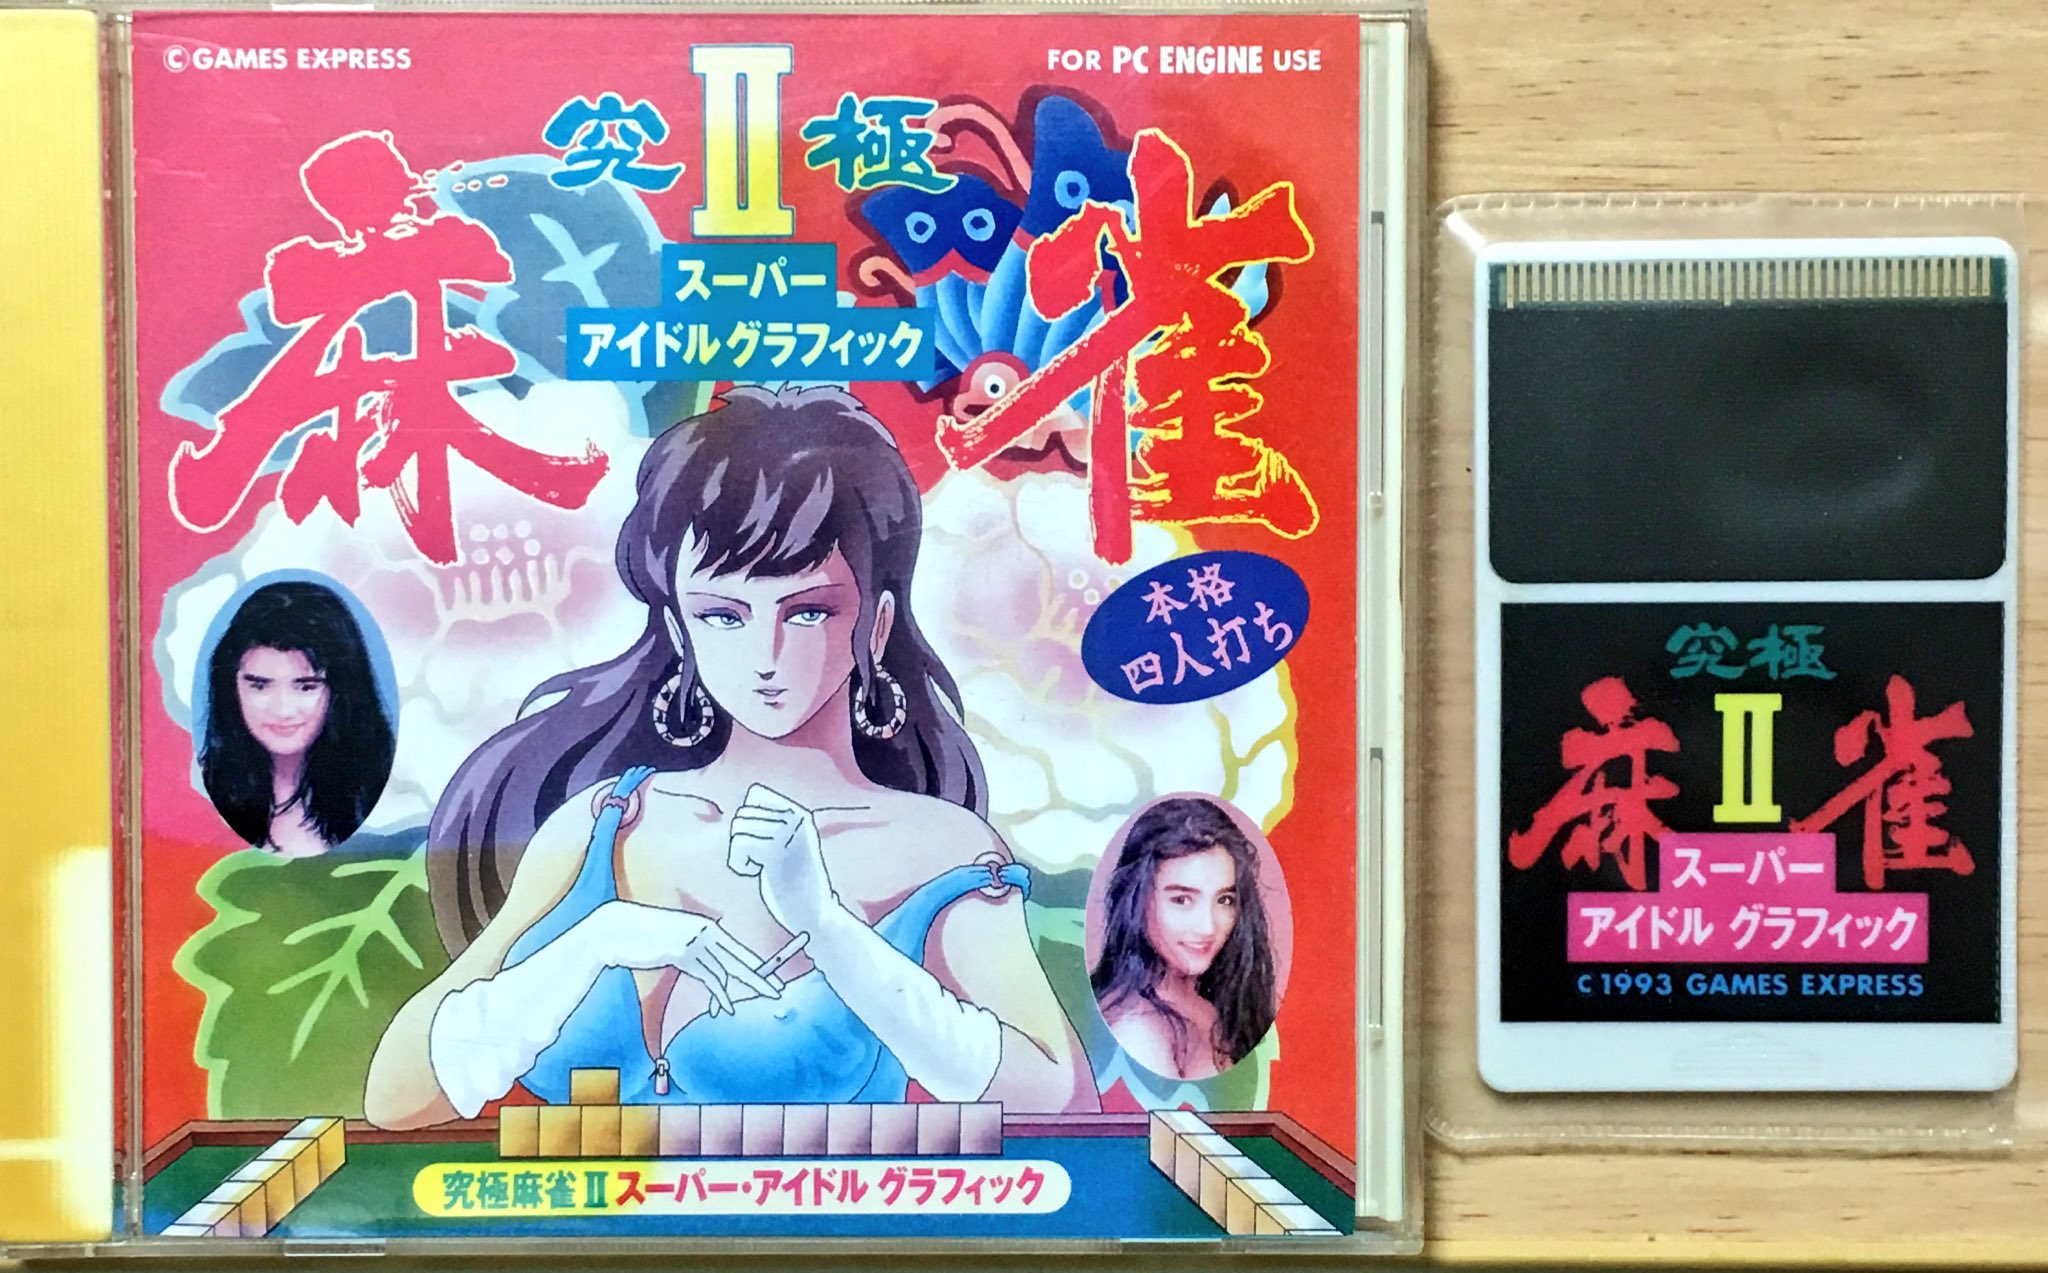 ©GAMES EXPRESS
FOR PC ENGINE USE
究極
II
麻雀
スーパー
アイドルグラフィック
本格
四人打ち
究極麻雀II スーパー・アイドル グラフィック
究極
II
麻雀
スーパー
アイドル グラフィック
C 1993 GAMES EXPRESS